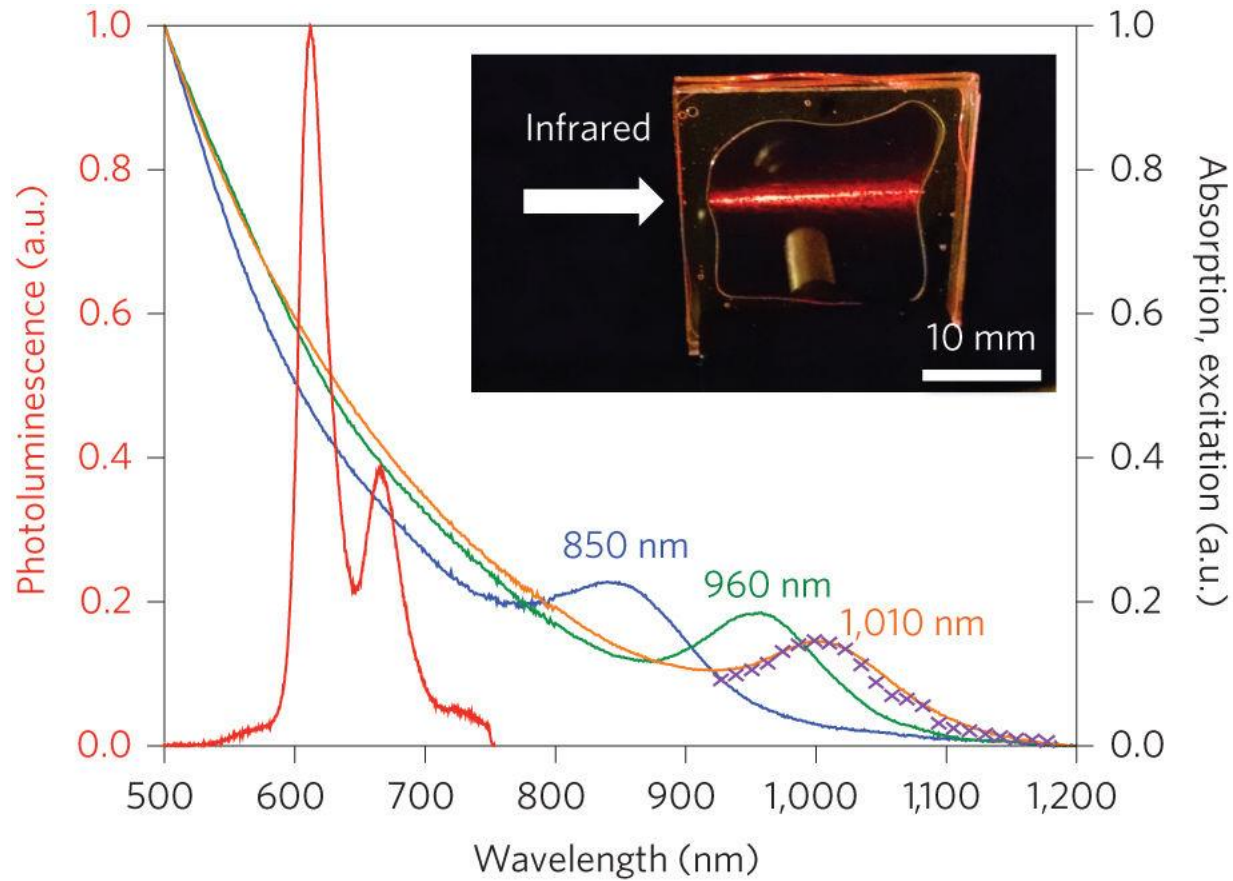 Photoluminescence (a.u.)
1.0
0.8
0.6
0.4
0.2
0.0
Infrared
10 mm
850 nm
960 nm
1,010 nm
1.0
0.8
0.6
0.4
0.2
0.0
Absorption, excitation (a.u.)
500 600 700 800 900 1,000 1,100 1,200
Wavelength (nm)